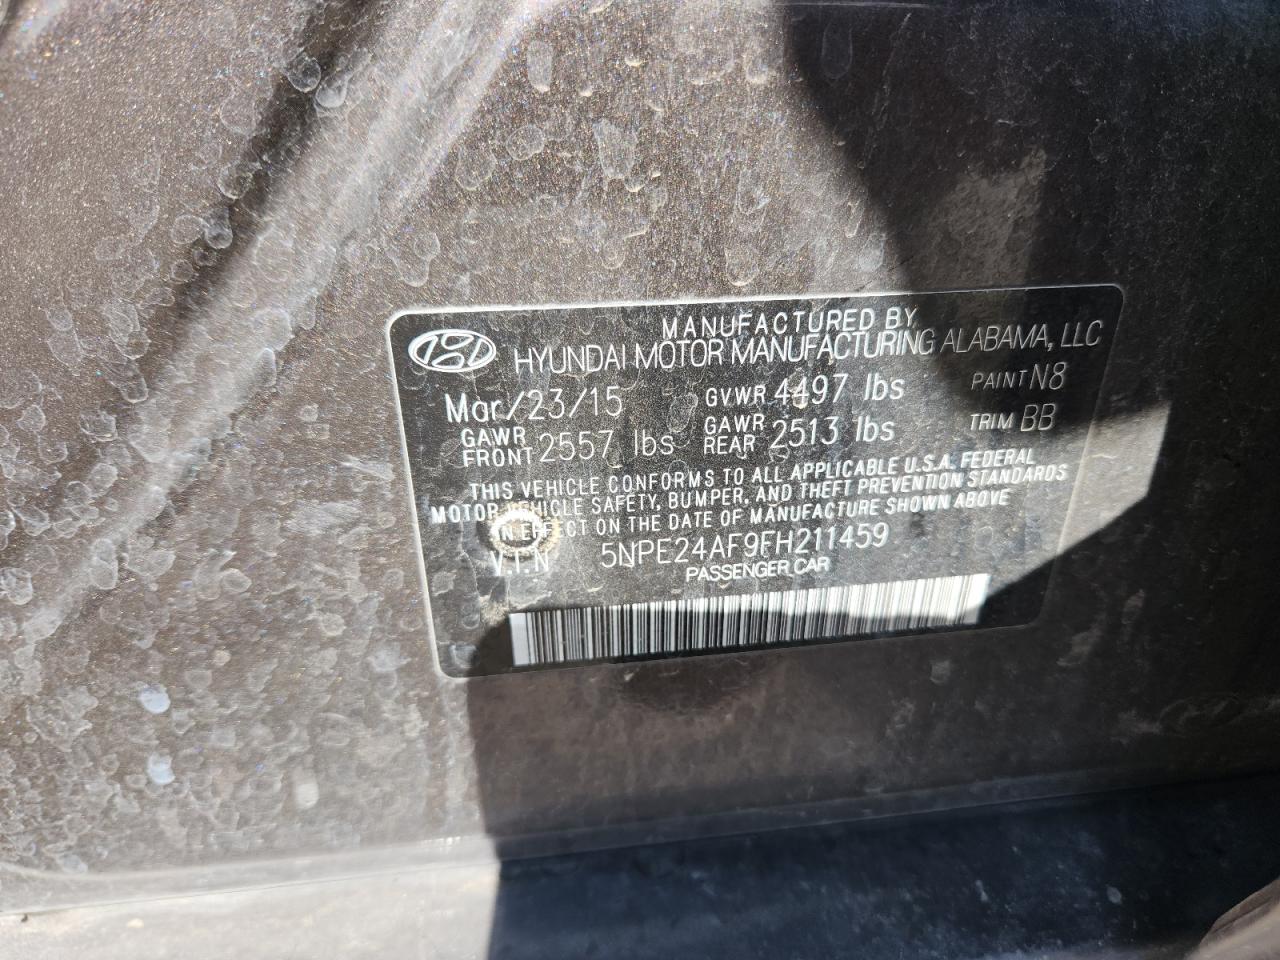 MANUFACTURED BY
HYUNDAI MOTOR MANUFACTURING ALABAMA, LLC
Mar/23/15 GVWR 4497 lbs PAINT N8
GAWR FRONT 2557 lbs GAWR REAR 2513 lbs TRIM BB
THIS VEHICLE CONFORMS TO ALL APPLICABLE U.S.A. FEDERAL
MOTOR VEHICLE SAFETY, BUMPER, AND THEFT PREVENTION STANDARDS
IN EFFECT ON THE DATE OF MANUFACTURE SHOWN ABOVE
V.I.N 5NPE24AF9FH211459
PASSENGER CAR